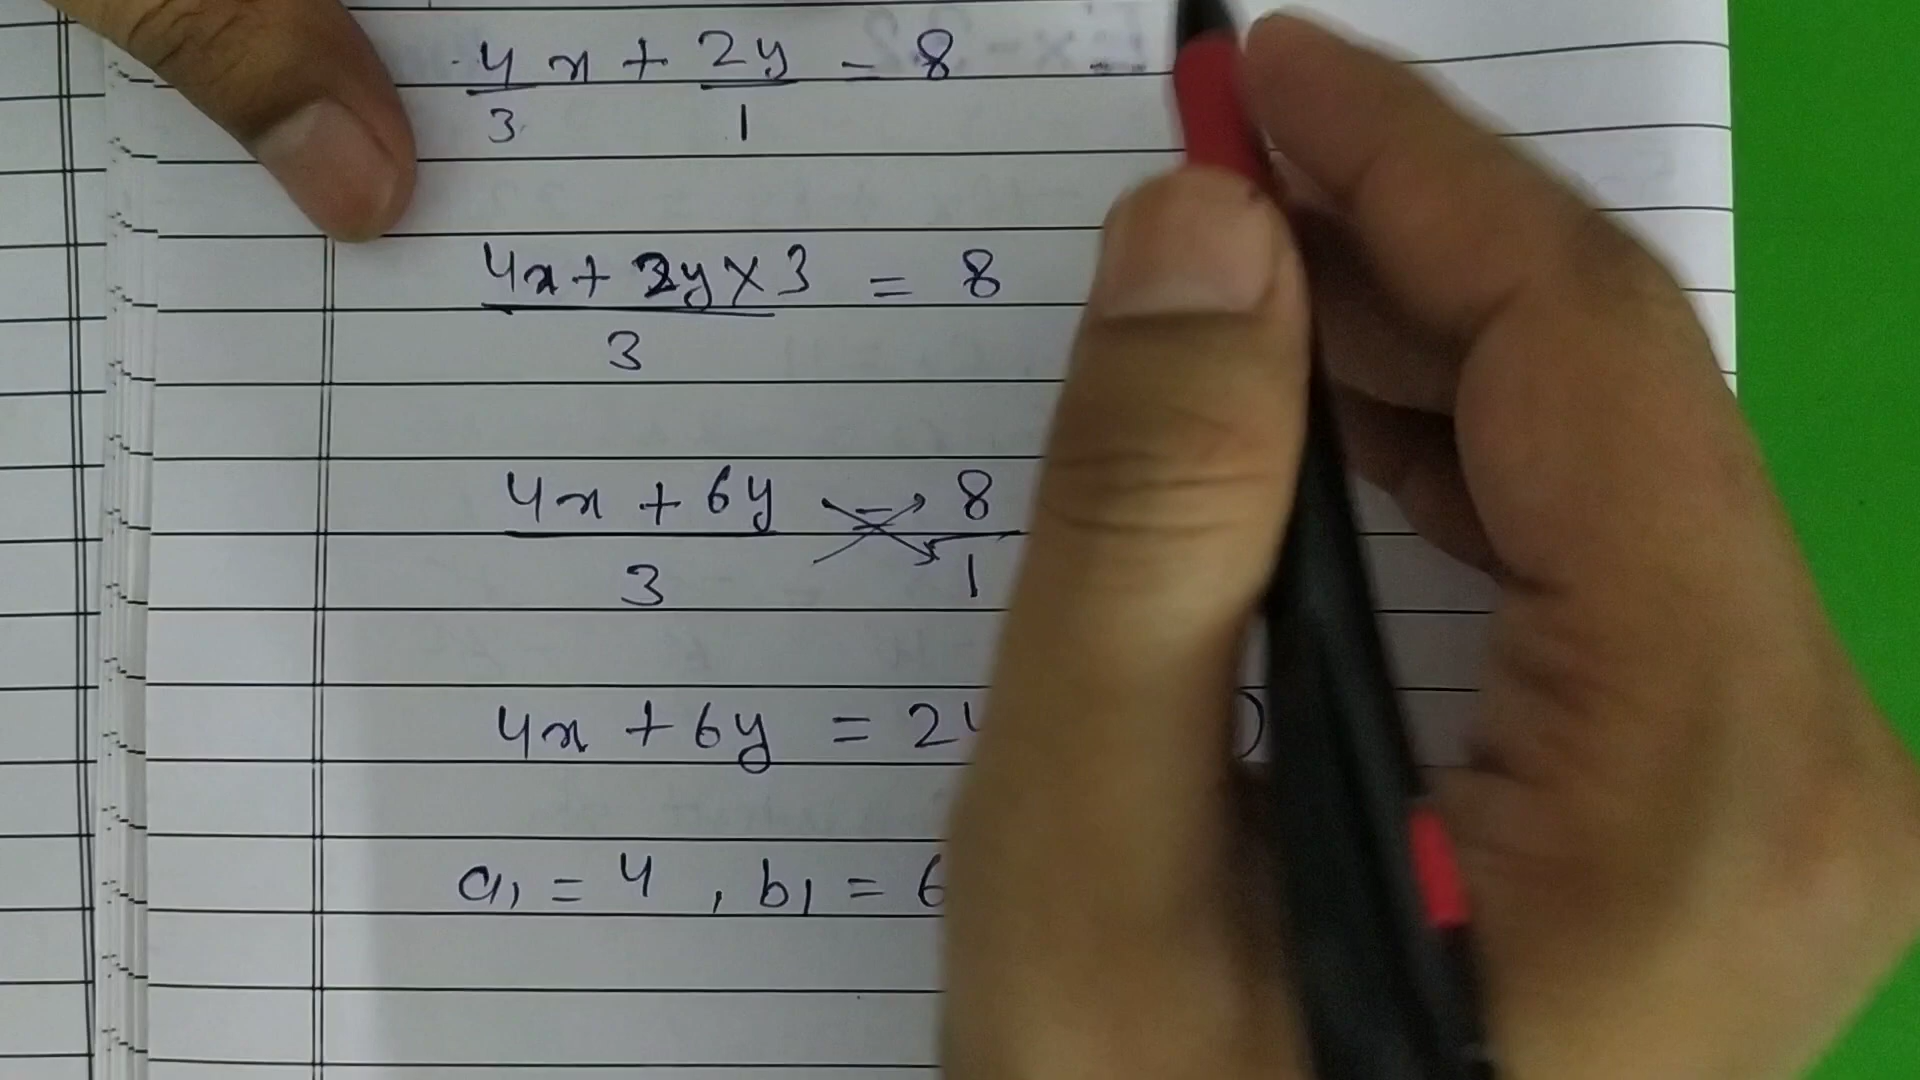 4/3 x + 2y/1 = 8
4x + 2y × 3 / 3 = 8
4x + 6y / 3 = 8/1
4x + 6y = 24 )
a1 = 4 , b1 = 6